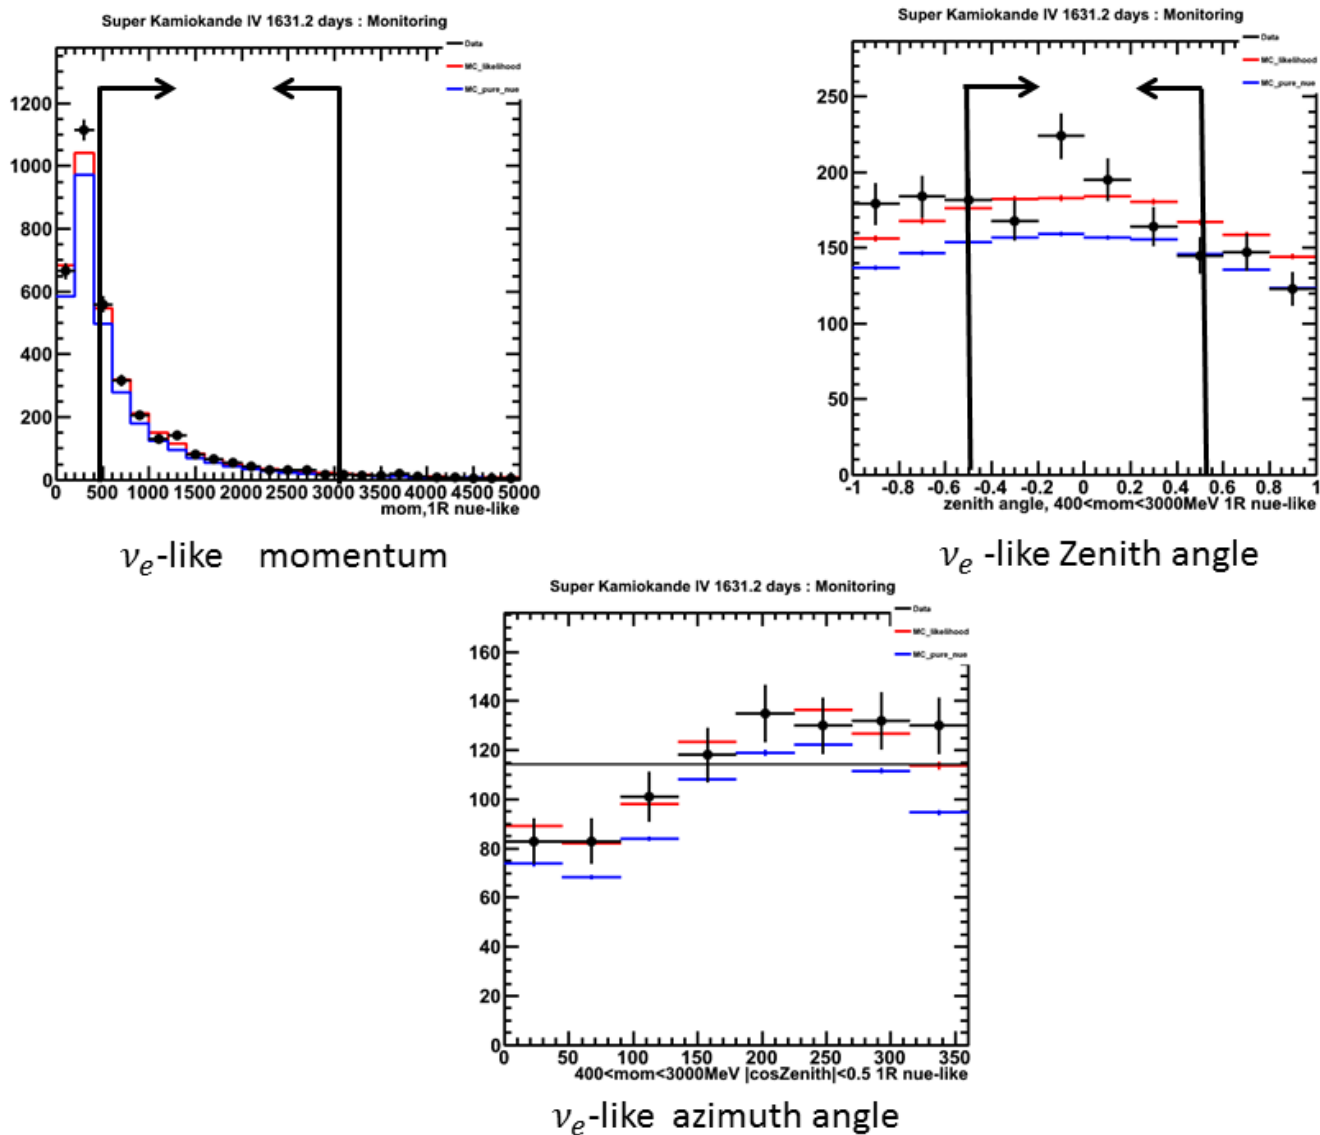 Super Kamiokande IV 1631.2 days : Monitoring
Data
MC_likelihood
MC_pure_nue
1200
1000
800
600
400
200
0
0 500 1000 1500 2000 2500 3000 3500 4000 4500 5000
mom,1R nue-like
νₑ-like momentum
Super Kamiokande IV 1631.2 days : Monitoring
Data
MC_likelihood
MC_pure_nue
250
200
150
100
50
0
-1 -0.8 -0.6 -0.4 -0.2 0 0.2 0.4 0.6 0.8 1
zenith angle, 400<mom<3000MeV 1R nue-like
νₑ -like Zenith angle
Super Kamiokande IV 1631.2 days : Monitoring
Data
MC_likelihood
MC_pure_nue
160
140
120
100
80
60
40
20
0
0 50 100 150 200 250 300 350
400<mom<3000MeV |cosZenith|<0.5 1R nue-like
νₑ-like azimuth angle